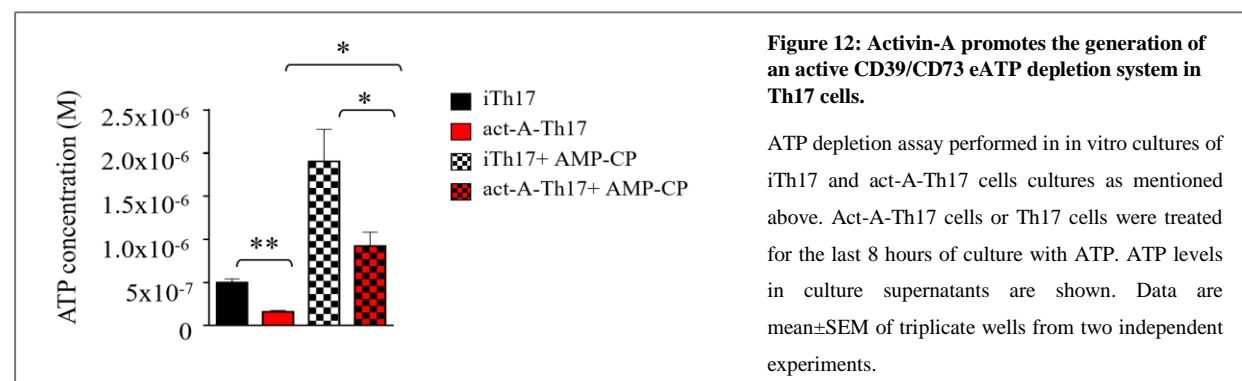 *
*
**
2.5x10-6
2.0x10-6
1.5x10-6
1.0x10-6
5x10-7
0
ATP concentration (M)
iTh17
act-A-Th17
iTh17+ AMP-CP
act-A-Th17+ AMP-CP
Figure 12: Activin-A promotes the generation of
an active CD39/CD73 eATP depletion system in
Th17 cells.
ATP depletion assay performed in in vitro cultures of
iTh17 and act-A-Th17 cells cultures as mentioned
above. Act-A-Th17 cells or Th17 cells were treated
for the last 8 hours of culture with ATP. ATP levels
in culture supernatants are shown. Data are
mean±SEM of triplicate wells from two independent
experiments.